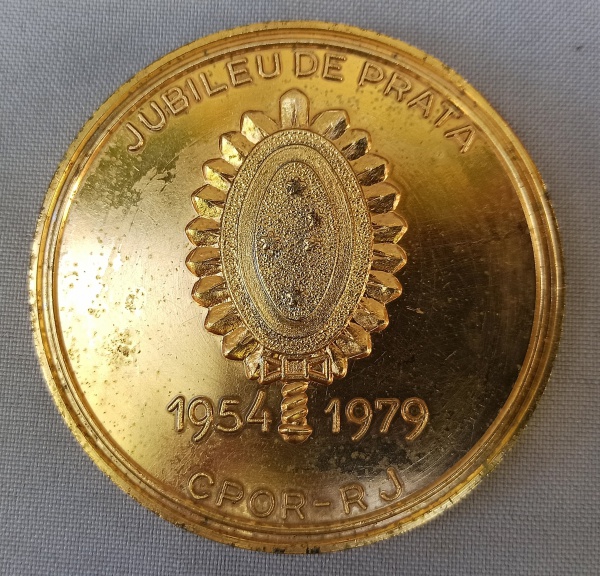 JUBILEU DE PRATA
1954 1979
CPOR-RJ